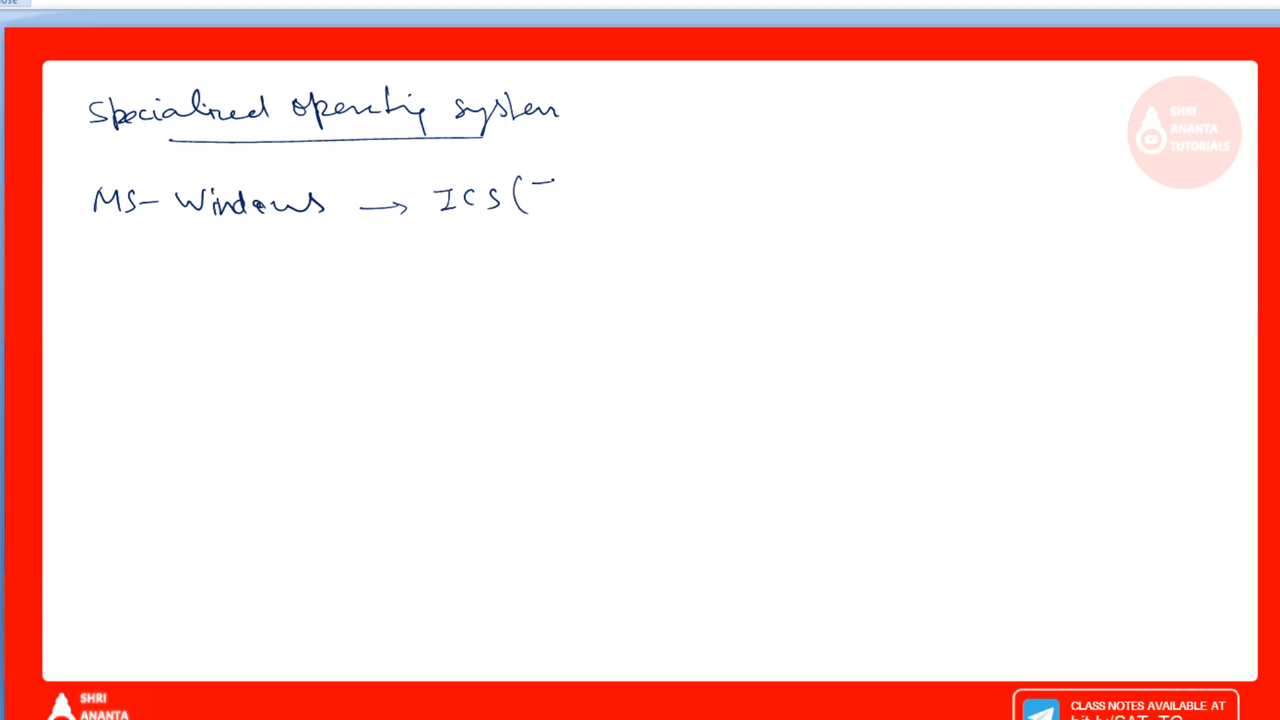 Specialized operating system
MS-Windows → ICS(
SHRI
ANANTA
TUTORIALS
SHRI
ANANTA
CLASS NOTES AVAILABLE AT